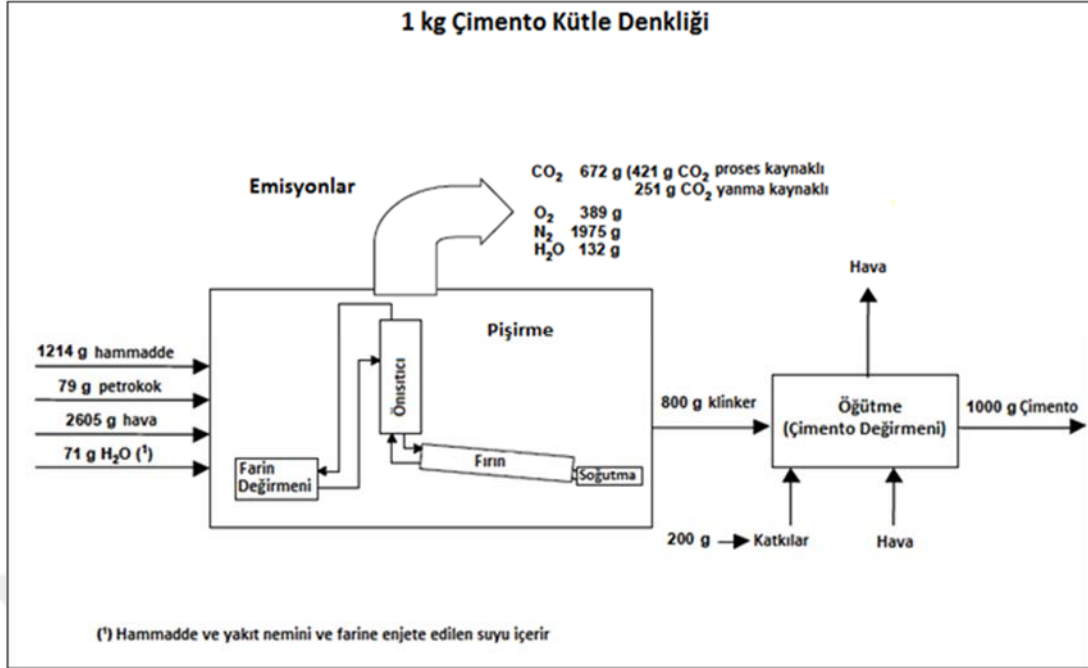 1 kg Çimento Kütle Denkliği
Emisyonlar
CO₂ 672 g (421 g CO₂ proses kaynaklı
251 g CO₂ yanma kaynaklı
O₂ 389 g
N₂ 1975 g
H₂O 132 g
Hava
Pişirme
1214 g hammadde
79 g petrokok
2605 g hava
71 g H₂O (¹)
Önısıtıcı
Farin
Değirmeni
Fırın
Soğutma
800 g klinker
Öğütme
(Çimento Değirmeni)
1000 g Çimento
200 g
Katkılar
Hava
(¹) Hammadde ve yakıt nemini ve farine enjete edilen suyu içerir